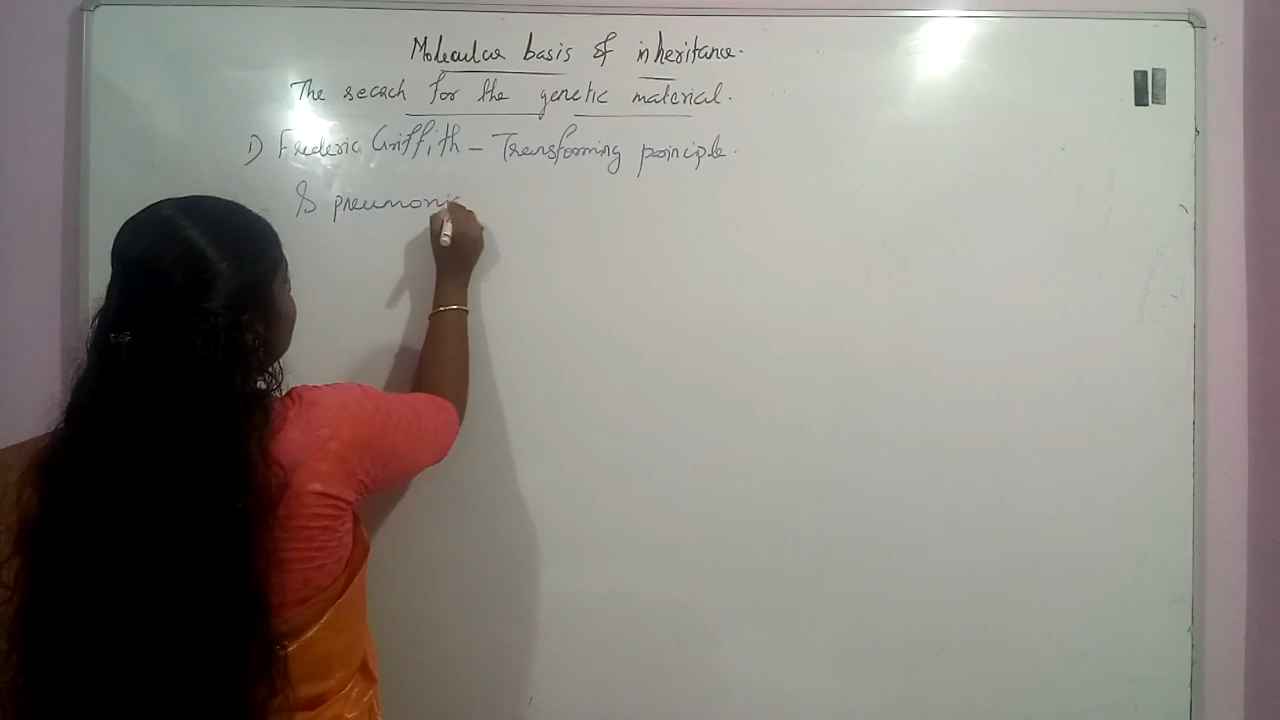 Molecular basis of inheritance.
The search for the genetic material.
1) Frederic Griffith - Transforming principle.
S pneumoni